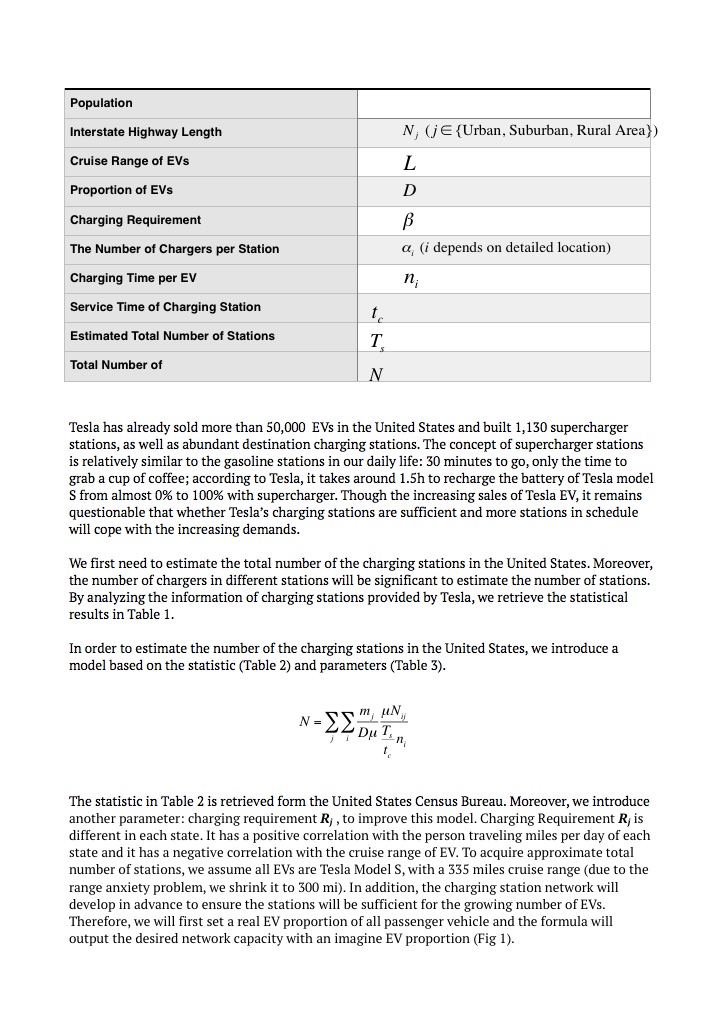 Population
Interstate Highway Length N_j (j∈{Urban, Suburban, Rural Area})
Cruise Range of EVs L
Proportion of EVs D
Charging Requirement β
The Number of Chargers per Station α_i (i depends on detailed location)
Charging Time per EV n_i
Service Time of Charging Station t_c
Estimated Total Number of Stations T_s
Total Number of N
Tesla has already sold more than 50,000 EVs in the United States and built 1,130 supercharger
stations, as well as abundant destination charging stations. The concept of supercharger stations
is relatively similar to the gasoline stations in our daily life: 30 minutes to go, only the time to
grab a cup of coffee; according to Tesla, it takes around 1.5h to recharge the battery of Tesla model
S from almost 0% to 100% with supercharger. Though the increasing sales of Tesla EV, it remains
questionable that whether Tesla's charging stations are sufficient and more stations in schedule
will cope with the increasing demands.
We first need to estimate the total number of the charging stations in the United States. Moreover,
the number of chargers in different stations will be significant to estimate the number of stations.
By analyzing the information of charging stations provided by Tesla, we retrieve the statistical
results in Table 1.
In order to estimate the number of the charging stations in the United States, we introduce a
model based on the statistic (Table 2) and parameters (Table 3).
N = ∑_j ∑_i (m_j / Dμ) (μN_ij / ((T_s / t_c) n_i))
The statistic in Table 2 is retrieved form the United States Census Bureau. Moreover, we introduce
another parameter: charging requirement R_j , to improve this model. Charging Requirement R_j is
different in each state. It has a positive correlation with the person traveling miles per day of each
state and it has a negative correlation with the cruise range of EV. To acquire approximate total
number of stations, we assume all EVs are Tesla Model S, with a 335 miles cruise range (due to the
range anxiety problem, we shrink it to 300 mi). In addition, the charging station network will
develop in advance to ensure the stations will be sufficient for the growing number of EVs.
Therefore, we will first set a real EV proportion of all passenger vehicle and the formula will
output the desired network capacity with an imagine EV proportion (Fig 1).